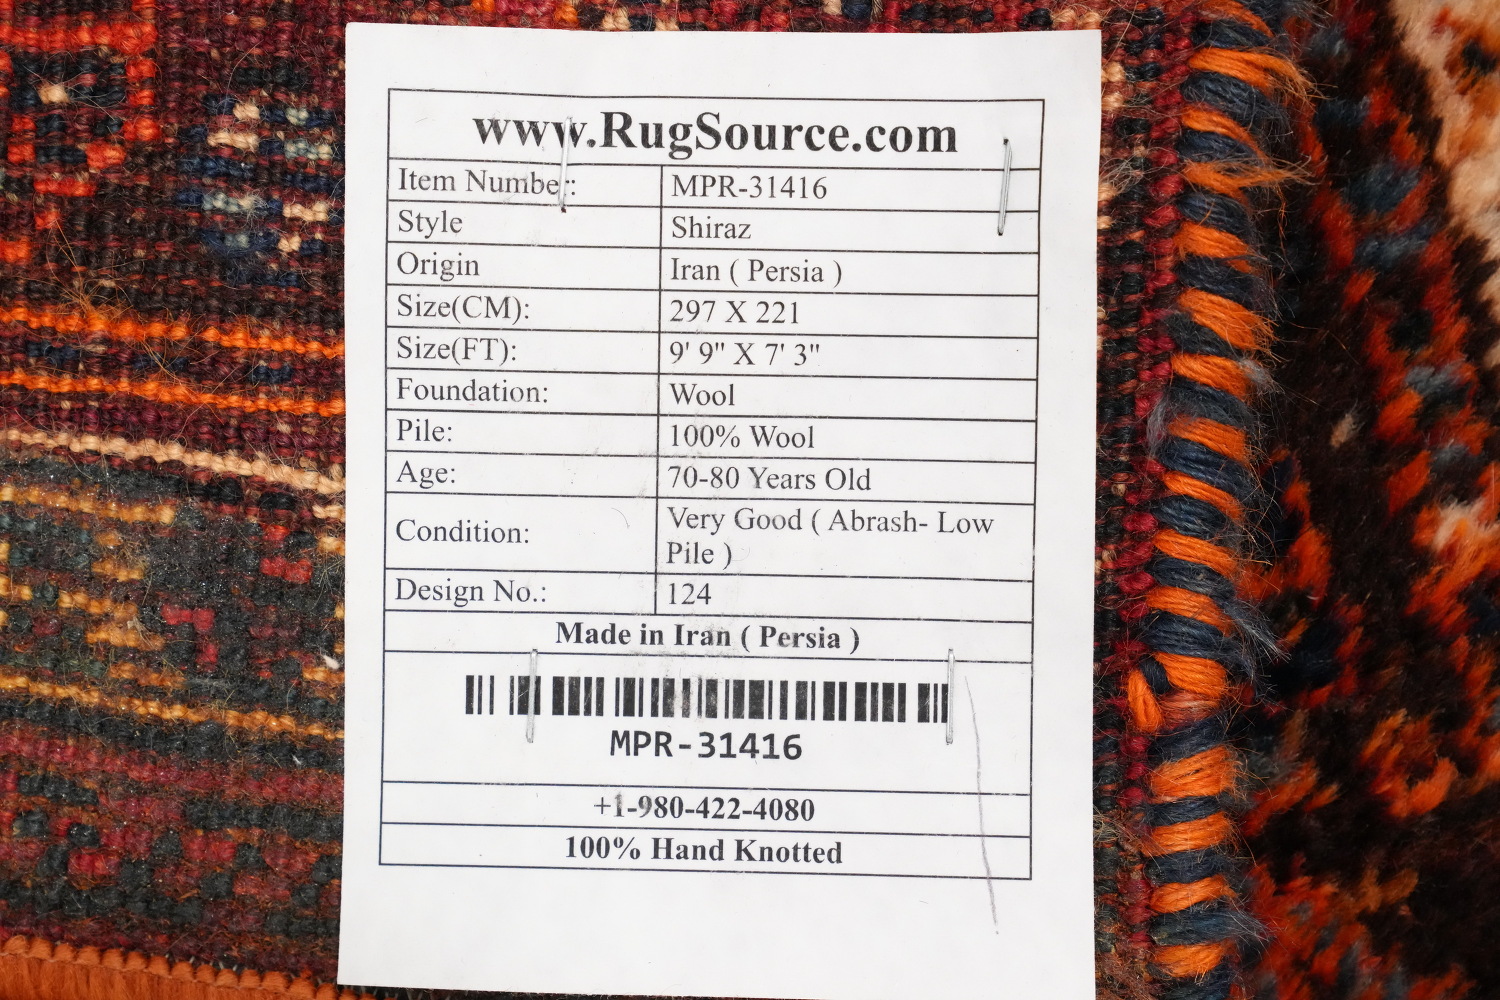 www.RugSource.com
Item Number: MPR-31416
Style Shiraz
Origin Iran ( Persia )
Size(CM): 297 X 221
Size(FT): 9' 9" X 7' 3"
Foundation: Wool
Pile: 100% Wool
Age: 70-80 Years Old
Condition: Very Good ( Abrash- Low
Pile )
Design No.: 124
Made in Iran ( Persia )
MPR-31416
+1-980-422-4080
100% Hand Knotted